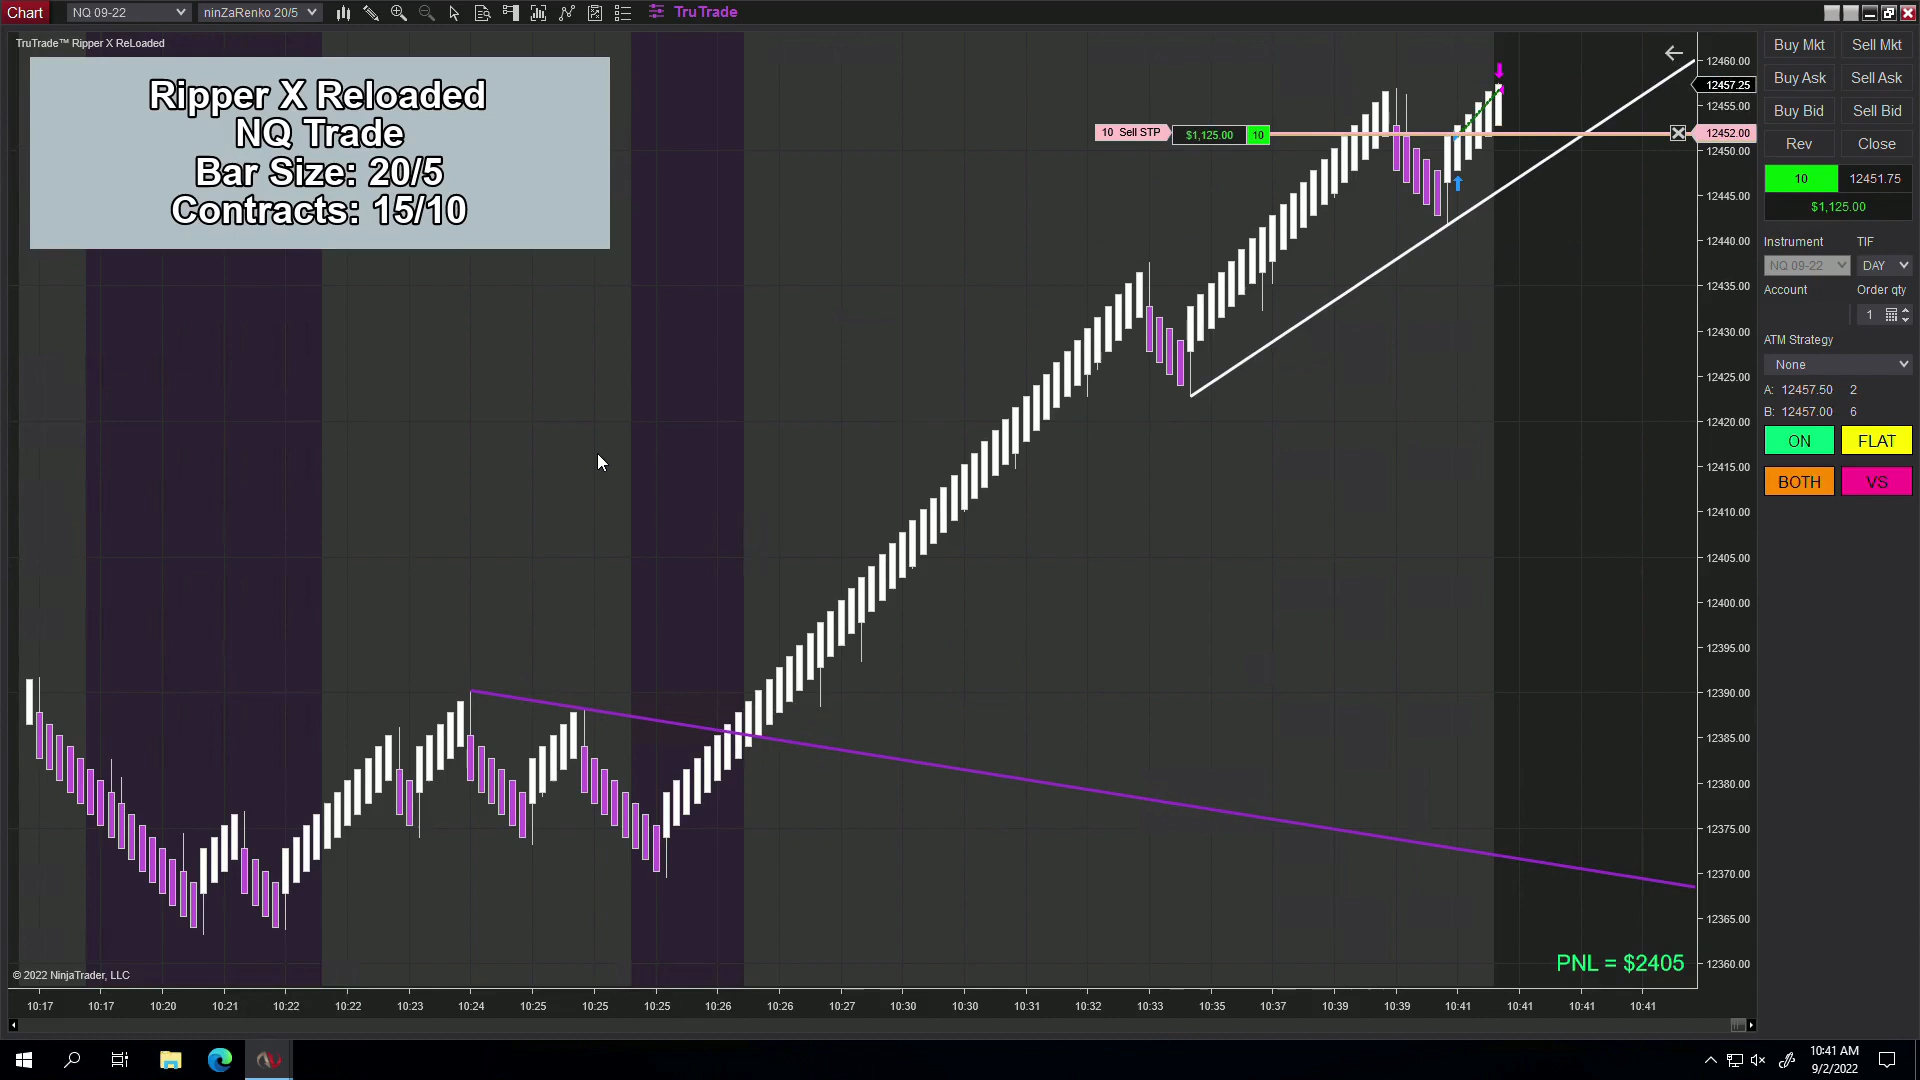 Chart
NQ 09-22
ninZaRenko 20/5
TruTrade
TruTrade™ Ripper X ReLoaded
Ripper X Reloaded
NQ Trade
Bar Size: 20/5
Contracts: 15/10
10 Sell STP
$1,125.00
10
12460.00
12457.25
12455.00
12452.00
12450.00
12445.00
12440.00
12435.00
12430.00
12425.00
12420.00
12415.00
12410.00
12405.00
12400.00
12395.00
12390.00
12385.00
12380.00
12375.00
12370.00
12365.00
12360.00
Buy Mkt
Sell Mkt
Buy Ask
Sell Ask
Buy Bid
Sell Bid
Rev
Close
10
12451.75
$1,125.00
Instrument
TIF
NQ 09-22
DAY
Account
Order qty
1
ATM Strategy
None
A: 12457.50 2
B: 12457.00 6
ON
FLAT
BOTH
VS
PNL = $2405
© 2022 NinjaTrader, LLC
10:17 10:17 10:20 10:21 10:22 10:22 10:23 10:24 10:25 10:25 10:25 10:26 10:26 10:27 10:30 10:30 10:31 10:32 10:33 10:35 10:37 10:39 10:39 10:41 10:41 10:41 10:41
10:41 AM
9/2/2022